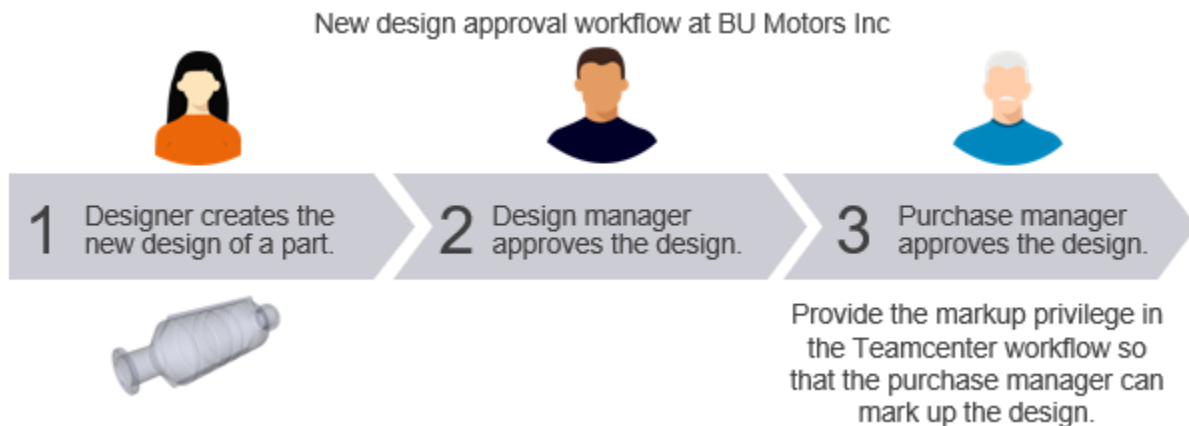 New design approval workflow at BU Motors Inc
1
Designer creates the
new design of a part.
2
Design manager
approves the design.
3
Purchase manager
approves the design.
Provide the markup privilege in
the Teamcenter workflow so
that the purchase manager can
mark up the design.